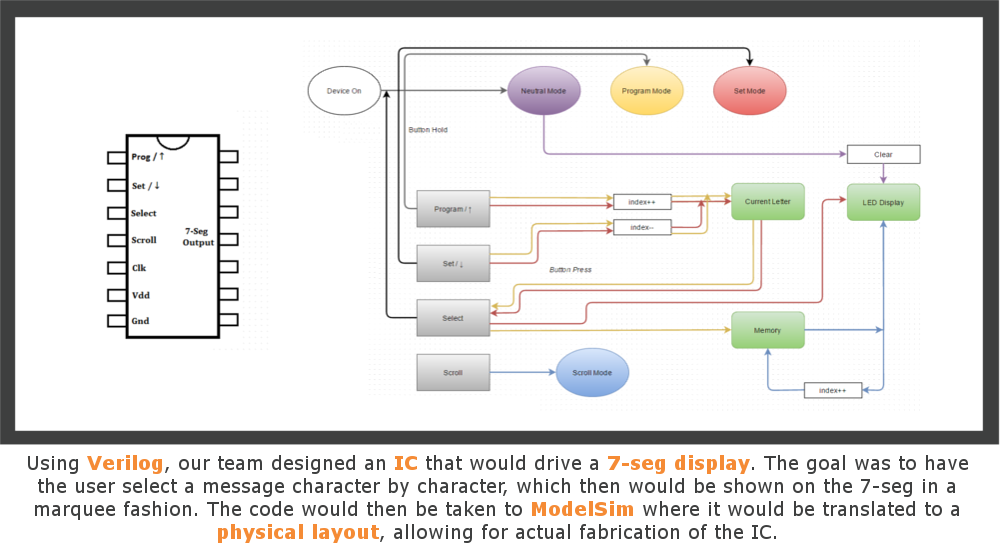 Device On
Neutral Mode
Program Mode
Set Mode
Button Hold
Clear
Prog / ↑
Set / ↓
Select
Scroll
Clk
Vdd
Gnd
7-Seg
Output
Program / ↑
index++
Current Letter
LED Display
index--
Set / ↓
Button Press
Select
Memory
Scroll
Scroll Mode
index++
Using Verilog, our team designed an IC that would drive a 7-seg display. The goal was to have
the user select a message character by character, which then would be shown on the 7-seg in a
marquee fashion. The code would then be taken to ModelSim where it would be translated to a
physical layout, allowing for actual fabrication of the IC.